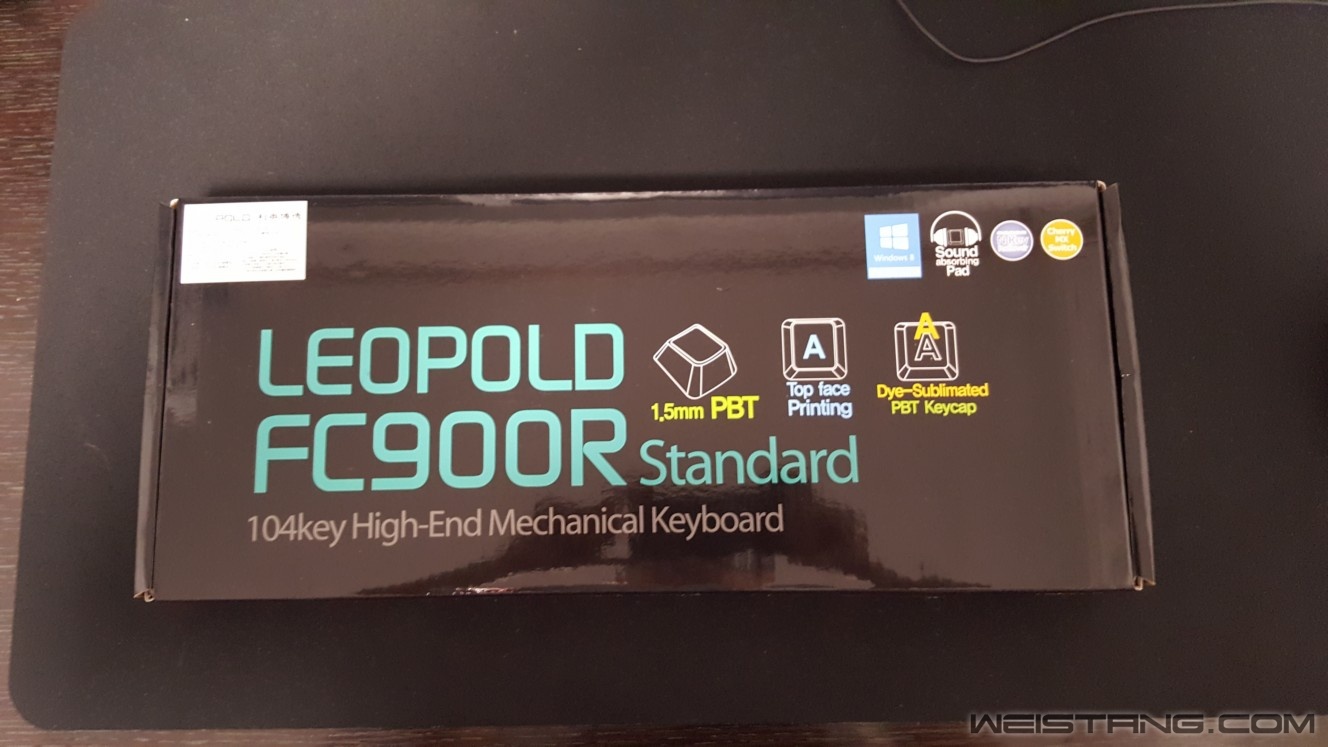 Windows 8
Sound
absorbing
Pad
Cherry
MX
Switch
LEOPOLD
FC900R Standard
104key High-End Mechanical Keyboard
1.5mm PBT
A
Top face
Printing
A
A
Dye-Sublimated
PBT Keycap
WEISTANG.COM